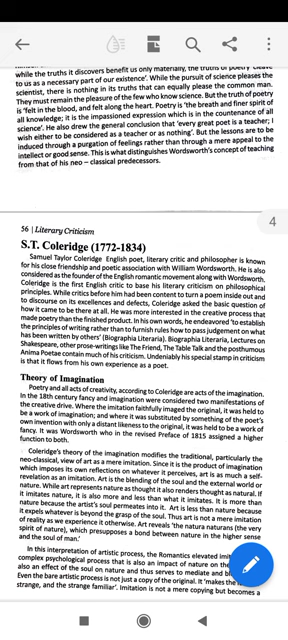 while the truths it discovers benefit us only materially, the truths of poetry 'cleave
to us as a necessary part of our existence'. While the pursuit of science pleases the
scientist, there is nothing in its truths that can equally please the common man.
They must remain the pleasure of the few who know science. But the truth of poetry
is 'felt in the blood, and felt along the heart. Poetry is 'the breath and finer spirit of
all knowledge; it is the impassioned expression which is in the countenance of all
science'. He also drew the general conclusion that 'every great poet is a teacher; I
wish either to be considered as a teacher or as nothing'. But the lessons are to be
induced through a purgation of feelings rather than through a mere appeal to the
intellect or good sense. This is what distinguishes Wordsworth's concept of teaching
from that of his neo – classical predecessors.
4
56 | Literary Criticism
S.T. Coleridge (1772-1834)
Samuel Taylor Coleridge English poet, literary critic and philosopher is known
for his close friendship and poetic association with William Wordsworth. He is also
considered as the founder of the English romantic movement along with Wordsworth.
Coleridge is the first English critic to base his literary criticism on philosophical
principles. While critics before him had been content to turn a poem inside out and
to discourse on its excellences and defects, Coleridge asked the basic question of
how it came to be there at all. He was more interested in the creative process that
made poetry than the finished product. In his own words, he endeavored 'to establish
the principles of writing rather than to furnish rules how to pass judgement on what
has been written by others' (Biographia Literaria). Biographia Literaria, Lectures on
Shakespeare, other prose-writings like The Friend, The Table Talk and the posthumous
Anima Poetae contain much of his criticism. Undeniably his special stamp in criticism
is that it flows from his own experience as a poet.
Theory of Imagination
Poetry and all acts of creativity, according to Coleridge are acts of the imagination.
In the 18th century fancy and imagination were considered two manifestations of
the creative drive. Where the imitation faithfully imaged the original, it was held to
be a work of imagination; and where it was substituted by something of the poet's
own invention with only a distant likeness to the original, it was held to be a work of
fancy. It was Wordsworth who in the revised Preface of 1815 assigned a higher
function to both.
Coleridge's theory of the imagination modifies the traditional, particularly the
neo-classical, view of art as a mere imitation. Since it is the product of imagination
which imposes its own reflections on whatever it perceives, art is as much a self-
revelation as an imitation. Art is the blending of the soul and the external world or
nature. While art represents nature as thought it also renders thought as natural. If
it imitates nature, it is also more and less than what it imitates. It is more than
nature because the artist's soul permeates into it. Art is less than nature because
it expels whatever is beyond the grasp of the soul. Thus art is not a mere imitation
of reality as we experience it otherwise. Art reveals 'the natura naturans (the very
spirit of nature), which presupposes a bond between nature in the higher sense
and the soul of man.'
In this interpretation of artistic process, the Romantics elevated
complex psychological process that is also an impact of nature on the
also an effect of the soul on nature and thus serves to mediate and
Even the bare artistic process is not just a copy of the original. It 'makes the
strange, and the strange familiar'. Imitation is not a mere copying but becomes a